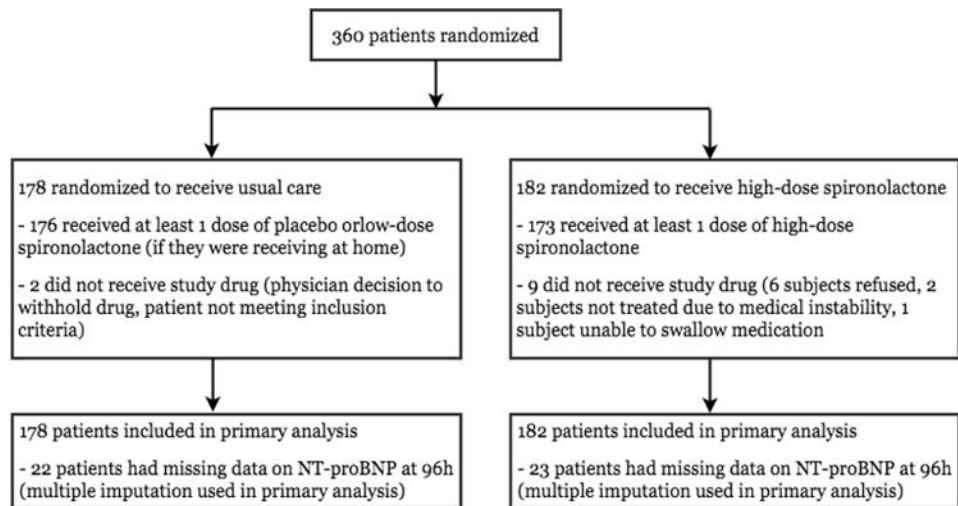 360 patients randomized
178 randomized to receive usual care
- 176 received at least 1 dose of placebo orlow-dose
spironolactone (if they were receiving at home)
- 2 did not receive study drug (physician decision to
withhold drug, patient not meeting inclusion
criteria)
182 randomized to receive high-dose spironolactone
- 173 received at least 1 dose of high-dose
spironolactone
- 9 did not receive study drug (6 subjects refused, 2
subjects not treated due to medical instability, 1
subject unable to swallow medication
178 patients included in primary analysis
- 22 patients had missing data on NT-proBNP at 96h
(multiple imputation used in primary analysis)
182 patients included in primary analysis
- 23 patients had missing data on NT-proBNP at 96h
(multiple imputation used in primary analysis)